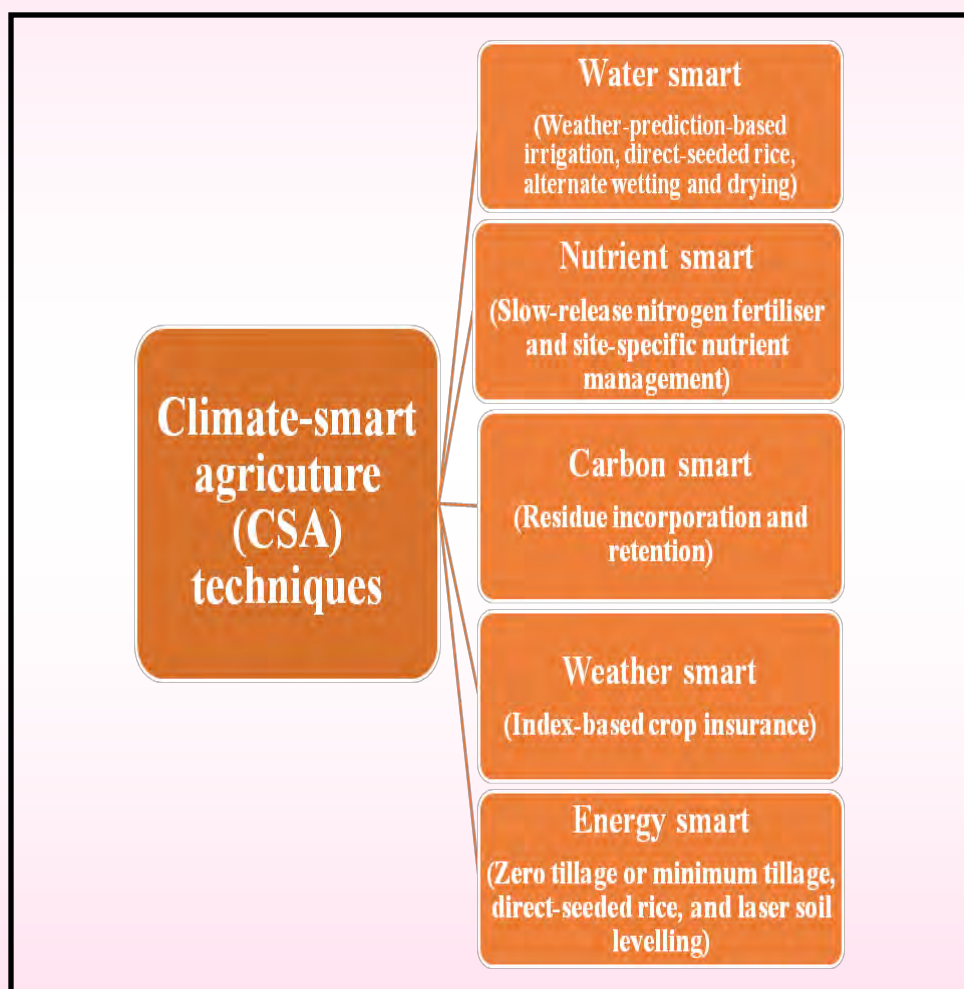 Climate-smart
agricuture
(CSA)
techniques
Water smart
(Weather-prediction-based
irrigation, direct-seeded rice,
alternate wetting and drying)
Nutrient smart
(Slow-release nitrogen fertiliser
and site-specific nutrient
management)
Carbon smart
(Residue incorporation and
retention)
Weather smart
(Index-based crop insurance)
Energy smart
(Zero tillage or minimum tillage,
direct-seeded rice, and laser soil
levelling)